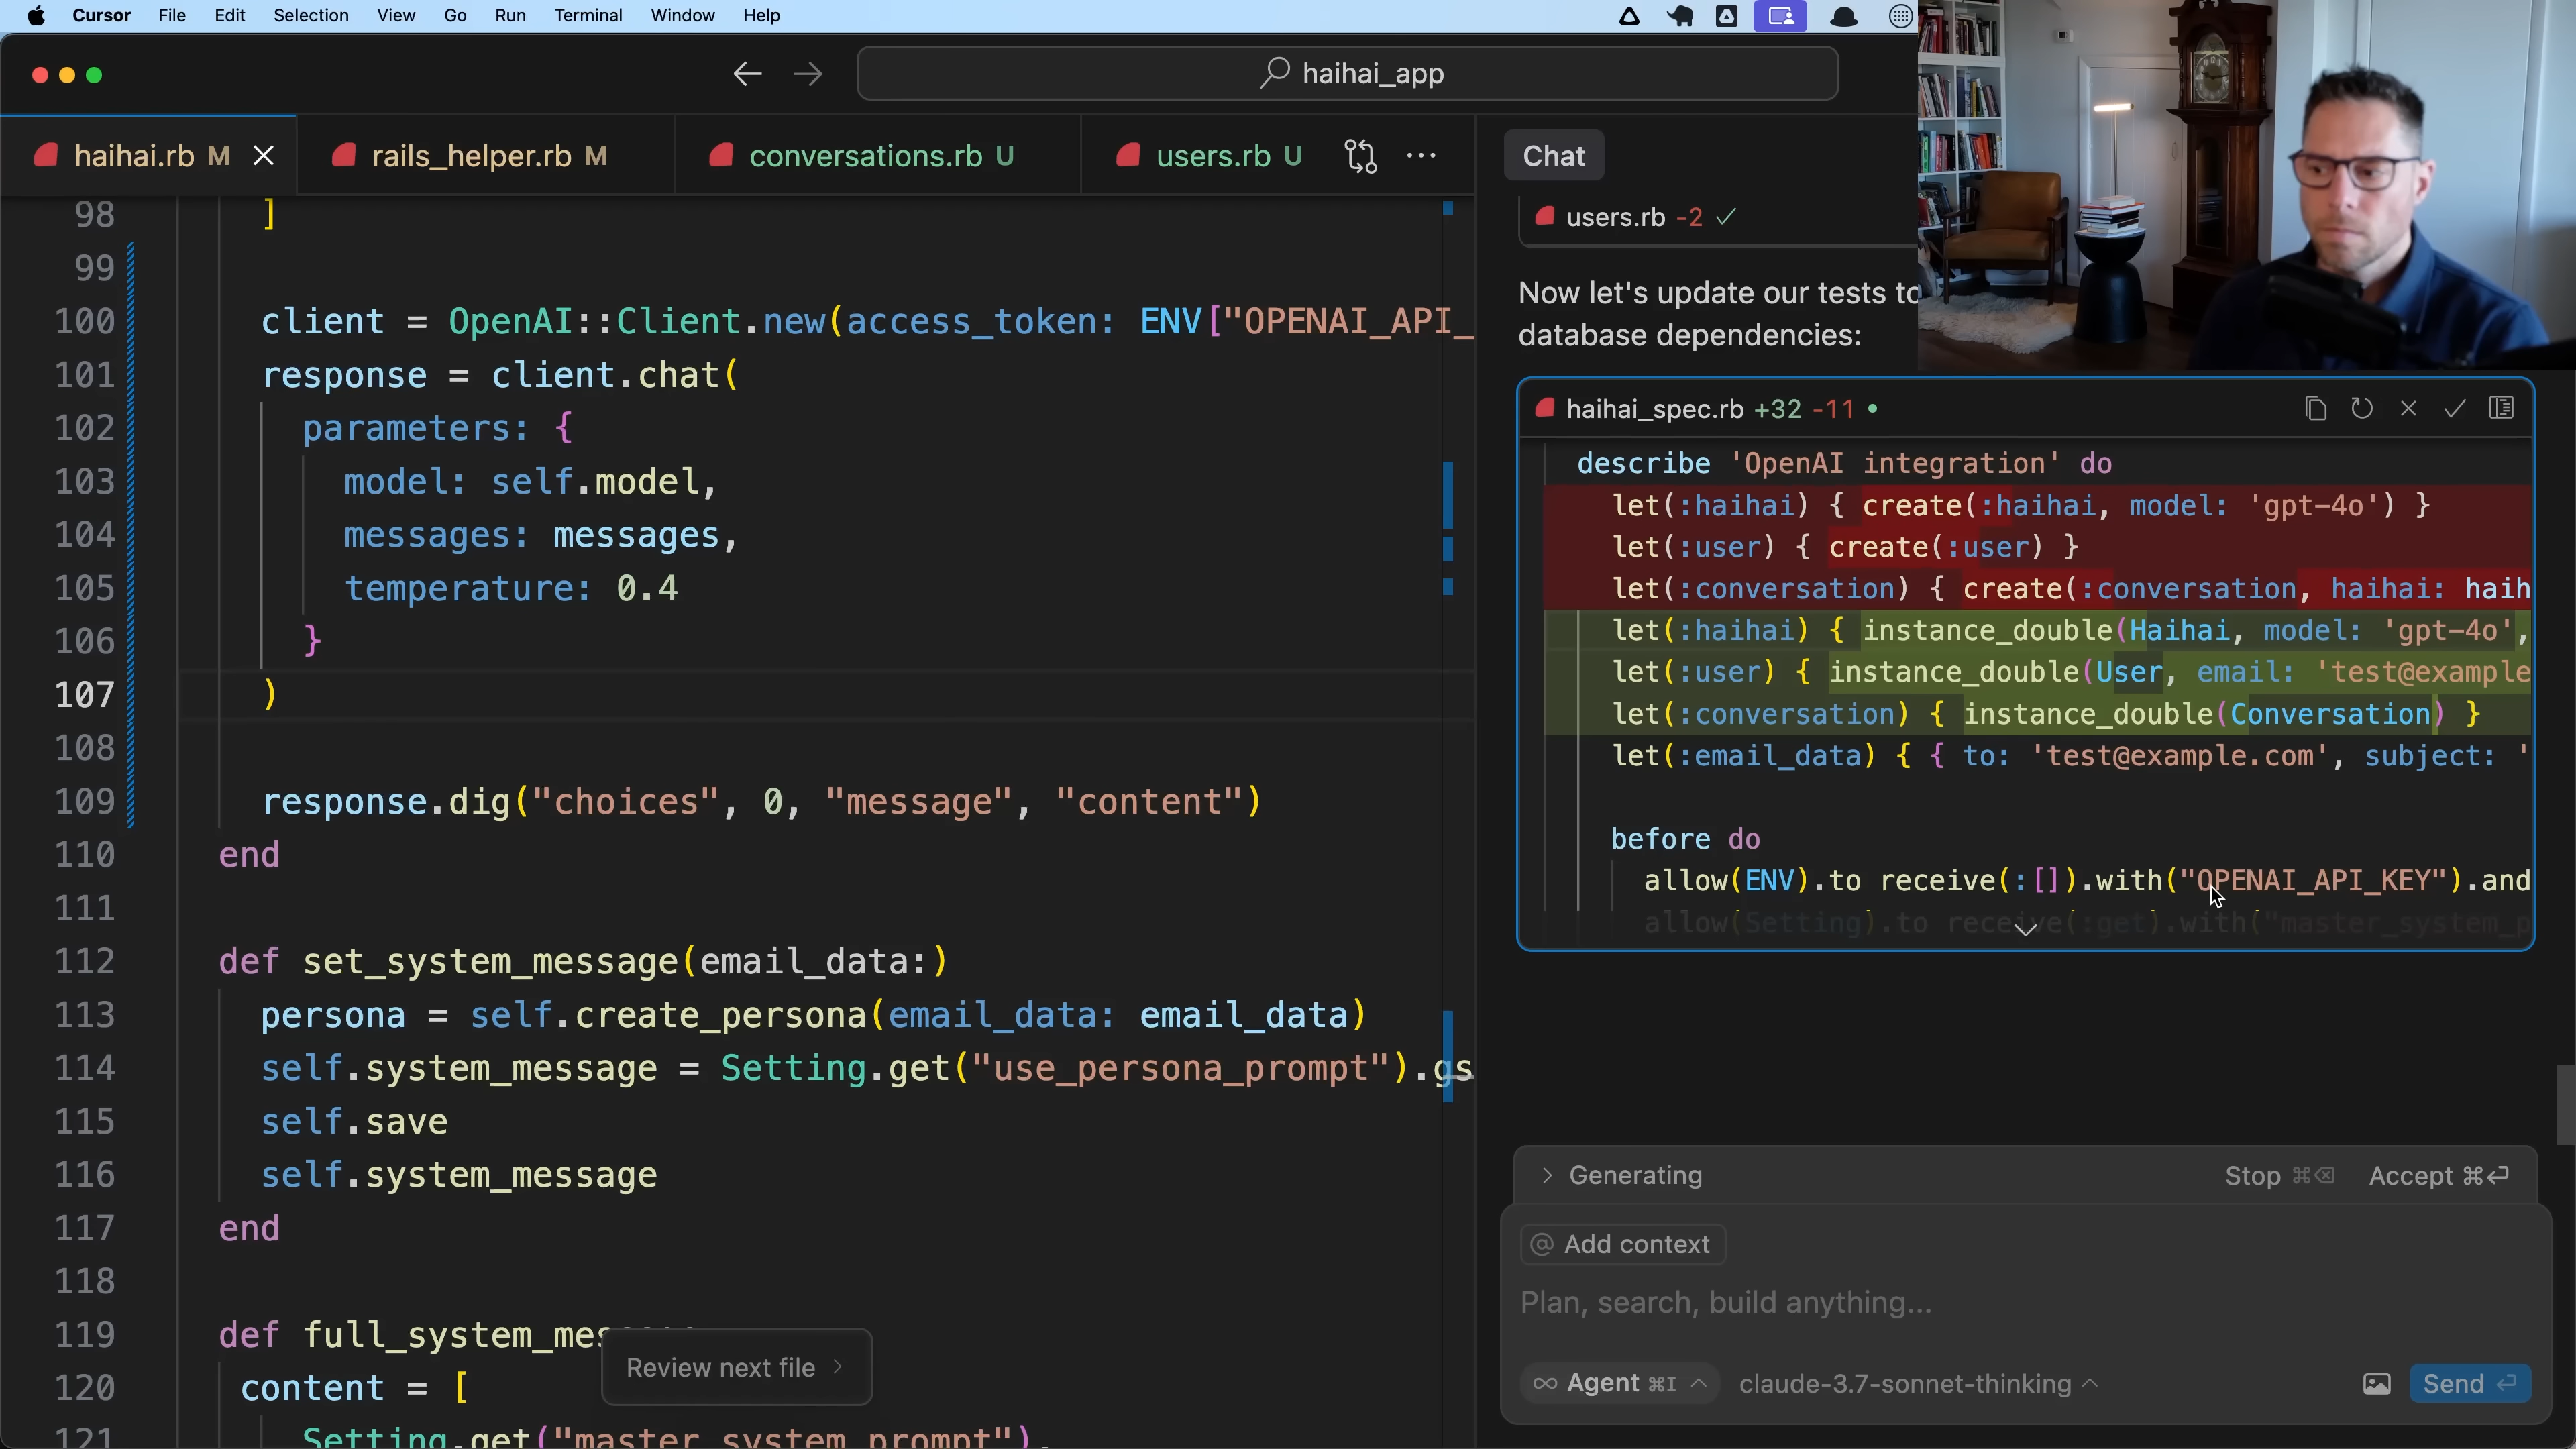 Cursor File Edit Selection View Go Run Terminal Window Help
haihai_app
haihai.rb M
rails_helper.rb M
conversations.rb U
users.rb U
98 ]
99
100 client = OpenAI::Client.new(access_token: ENV["OPENAI_API_
101 response = client.chat(
102 parameters: {
103 model: self.model,
104 messages: messages,
105 temperature: 0.4
106 }
107 )
108
109 response.dig("choices", 0, "message", "content")
110 end
111
112 def set_system_message(email_data:)
113 persona = self.create_persona(email_data: email_data)
114 self.system_message = Setting.get("use_persona_prompt").gs
115 self.save
116 self.system_message
117 end
118
119 def full_system_mes
120 content = [
121 Setting.get("master_system_prompt"),
Review next file
Chat
users.rb -2
Now let's update our tests to
database dependencies:
haihai_spec.rb +32 -11
describe 'OpenAI integration' do
let(:haihai) { create(:haihai, model: 'gpt-4o') }
let(:user) { create(:user) }
let(:conversation) { create(:conversation, haihai: haih
let(:haihai) { instance_double(Haihai, model: 'gpt-4o',
let(:user) { instance_double(User, email: 'test@example
let(:conversation) { instance_double(Conversation) }
let(:email_data) { { to: 'test@example.com', subject: '
before do
allow(ENV).to receive(:[]).with("OPENAI_API_KEY").and
allow(Setting).to receive(:get).with("master_system_p
Generating
Stop ⌘⌫ Accept ⌘⏎
@ Add context
Plan, search, build anything...
∞ Agent ⌘I claude-3.7-sonnet-thinking
Send ⏎